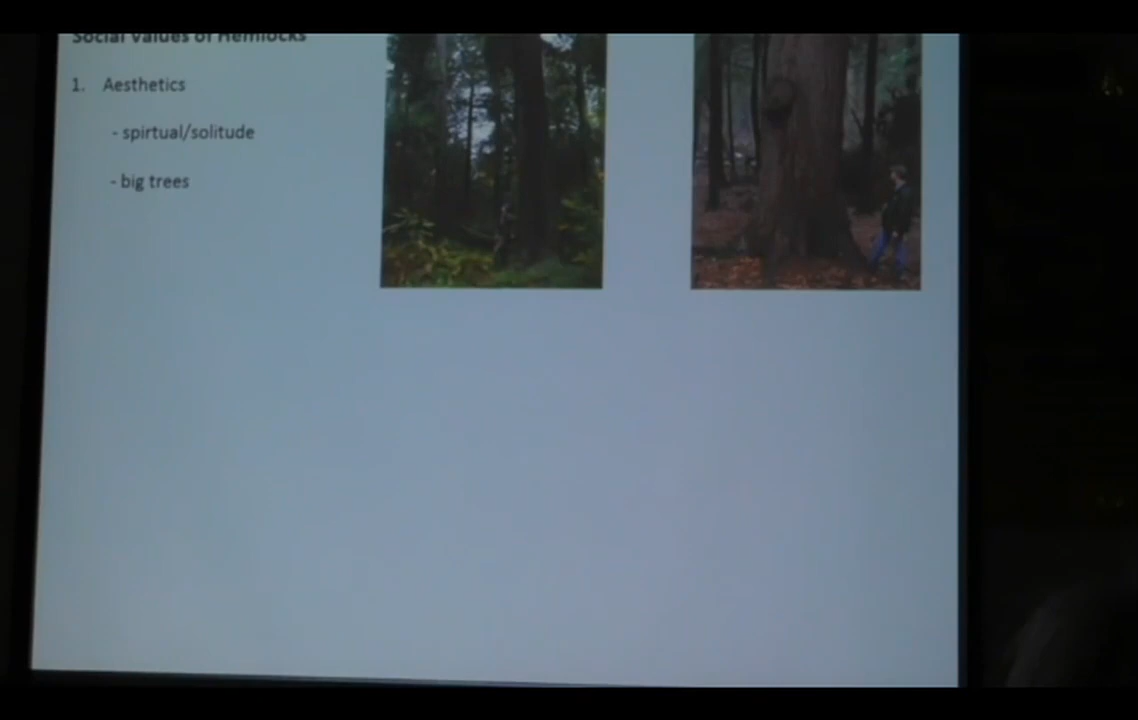 Social Values of Hemlocks
1. Aesthetics
- spirtual/solitude
- big trees